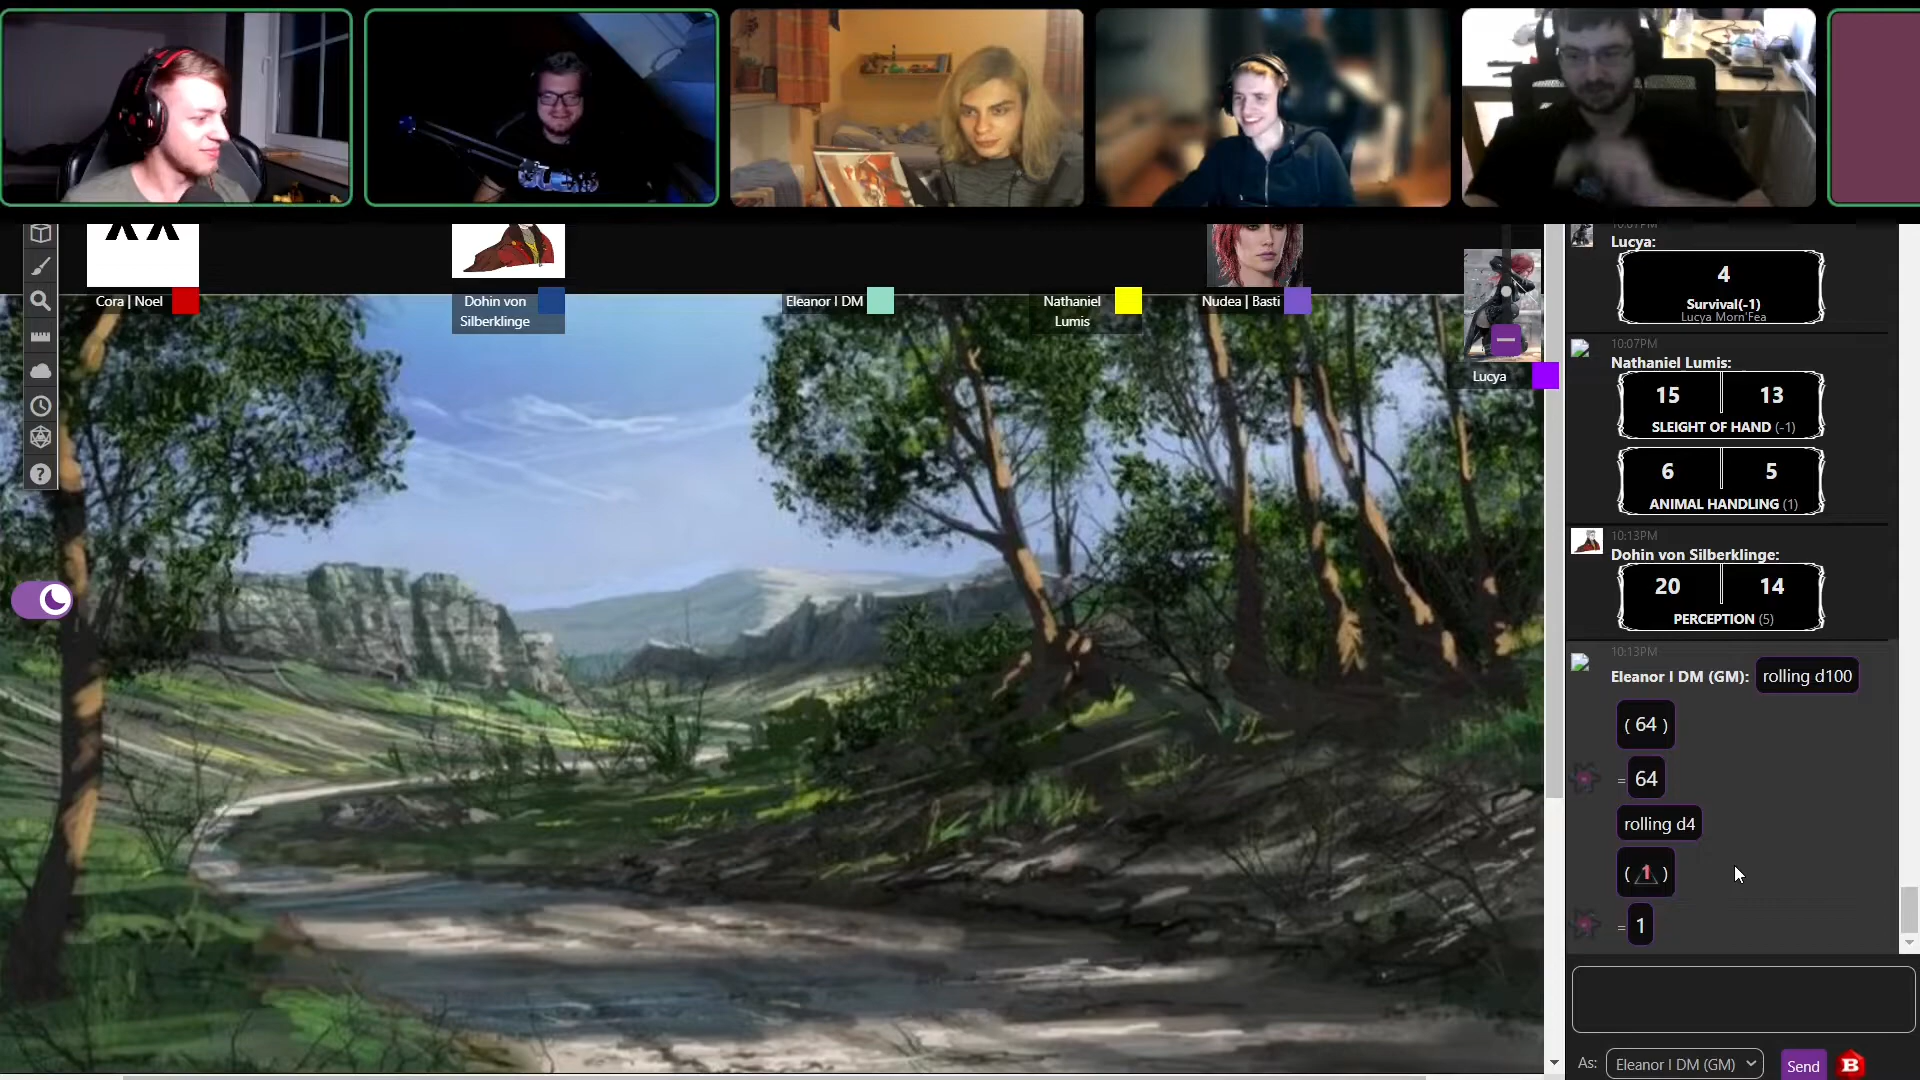 Cora | Noel
Dohin von
Silberklinge
Eleanor I DM
Nathaniel
Lumis
Nudea | Basti
Lucya
Lucya:
4
Survival(-1)
Lucya Morn'Fea
10:07PM
Nathaniel Lumis:
15 13
SLEIGHT OF HAND (-1)
6 5
ANIMAL HANDLING (1)
10:13PM
Dohin von Silberklinge:
20 14
PERCEPTION (5)
10:13PM
Eleanor I DM (GM): rolling d100
( 64 )
= 64
rolling d4
( 1 )
= 1
As: Eleanor I DM (GM) Send B